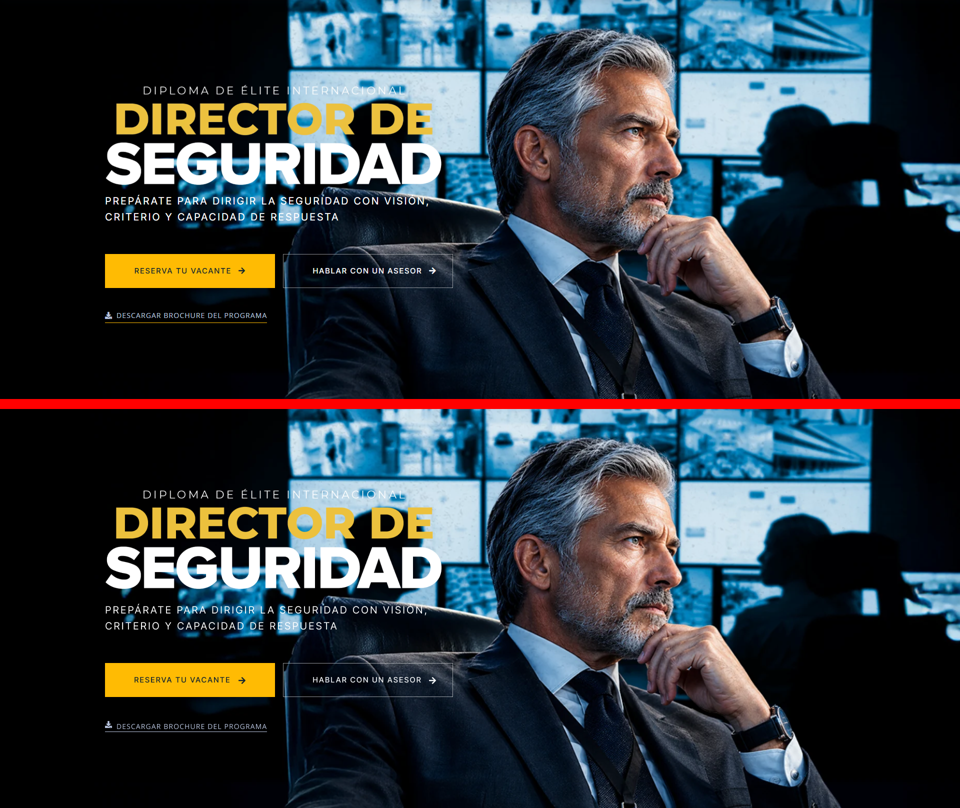 DIPLOMA DE ÉLITE INTERNACIONAL
DIRECTOR DE
SEGURIDAD
PREPÁRATE PARA DIRIGIR LA SEGURIDAD CON VISIÓN,
CRITERIO Y CAPACIDAD DE RESPUESTA
RESERVA TU VACANTE → HABLAR CON UN ASESOR →
DESCARGAR BROCHURE DEL PROGRAMA
DIPLOMA DE ÉLITE INTERNACIONAL
DIRECTOR DE
SEGURIDAD
PREPÁRATE PARA DIRIGIR LA SEGURIDAD CON VISIÓN,
CRITERIO Y CAPACIDAD DE RESPUESTA
RESERVA TU VACANTE → HABLAR CON UN ASESOR →
DESCARGAR BROCHURE DEL PROGRAMA